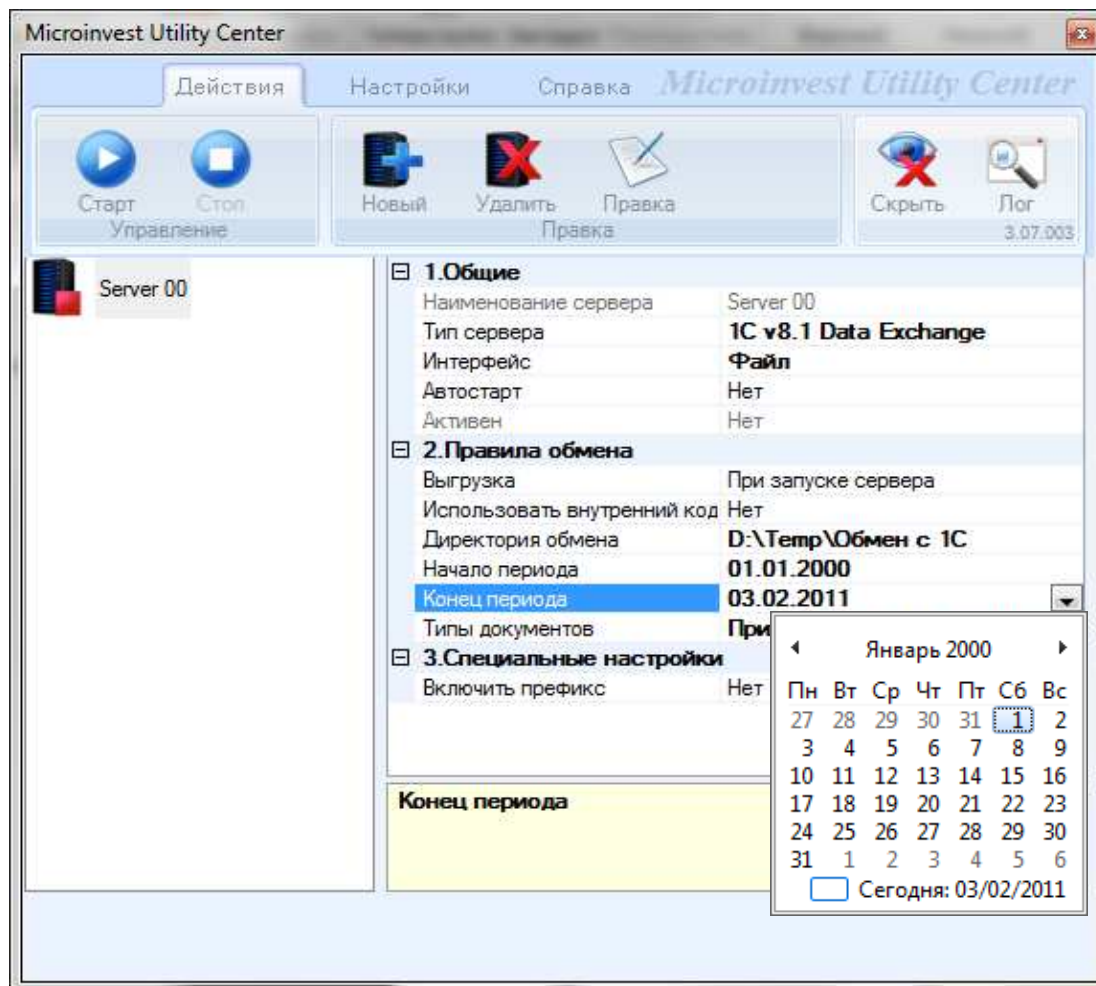 Microinvest Utility Center
Действия Настройки Справка Microinvest Utility Center
Старт Стоп Новый Удалить Правка Скрыть Лог
Управление Правка 3.07.003
Server 00
1.Общие
Наименование сервера Server 00
Тип сервера 1C v8.1 Data Exchange
Интерфейс Файл
Автостарт Нет
Активен Нет
2.Правила обмена
Выгрузка При запуске сервера
Использовать внутренний код Нет
Директория обмена D:\Temp\Обмен с 1С
Начало периода 01.01.2000
Конец периода 03.02.2011
Типы документов При
3.Специальные настройки
Включить префикс Нет
Январь 2000
Пн Вт Ср Чт Пт Сб Вс
27 28 29 30 31 1 2
3 4 5 6 7 8 9
10 11 12 13 14 15 16
17 18 19 20 21 22 23
24 25 26 27 28 29 30
31 1 2 3 4 5 6
Сегодня: 03/02/2011
Конец периода